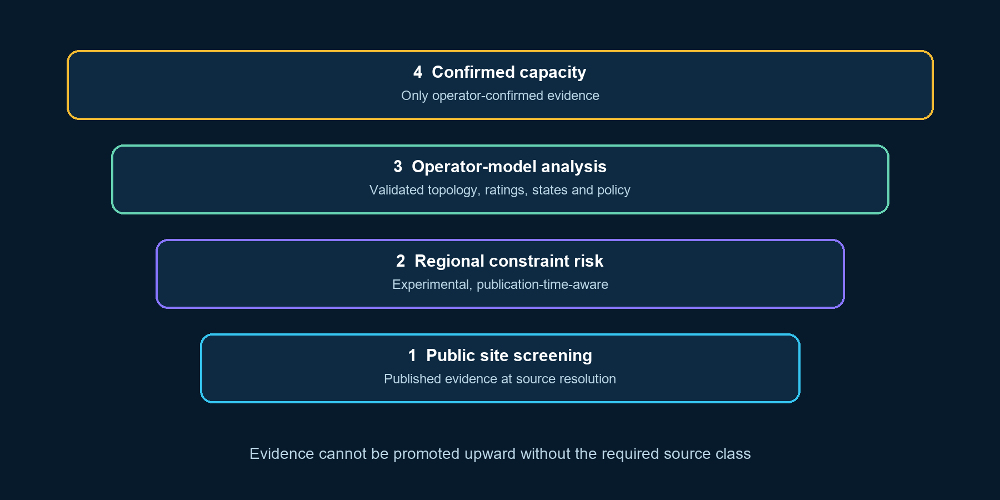 4 Confirmed capacity
Only operator-confirmed evidence
3 Operator-model analysis
Validated topology, ratings, states and policy
2 Regional constraint risk
Experimental, publication-time-aware
1 Public site screening
Published evidence at source resolution
Evidence cannot be promoted upward without the required source class